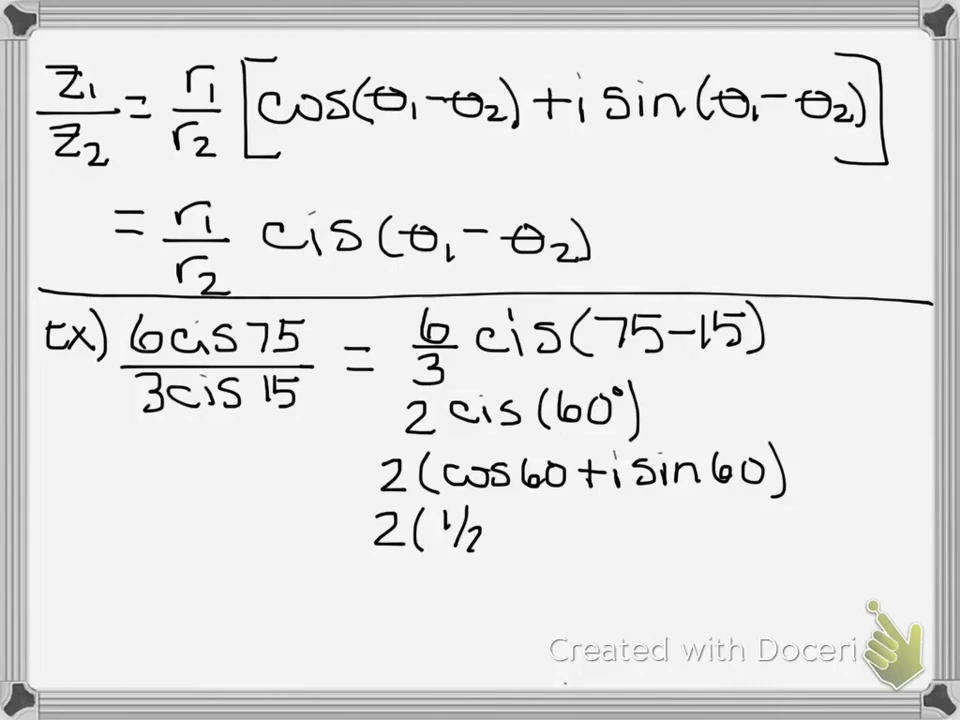 z₁/z₂ = r₁/r₂ [cos(θ₁-θ₂) + i sin(θ₁-θ₂)]
= r₁/r₂ cis(θ₁-θ₂)
Ex) 6cis75/3cis15 = 6/3 cis(75-15)
2 cis(60°)
2(cos60+i sin60)
2(1/2
Created with Doceri